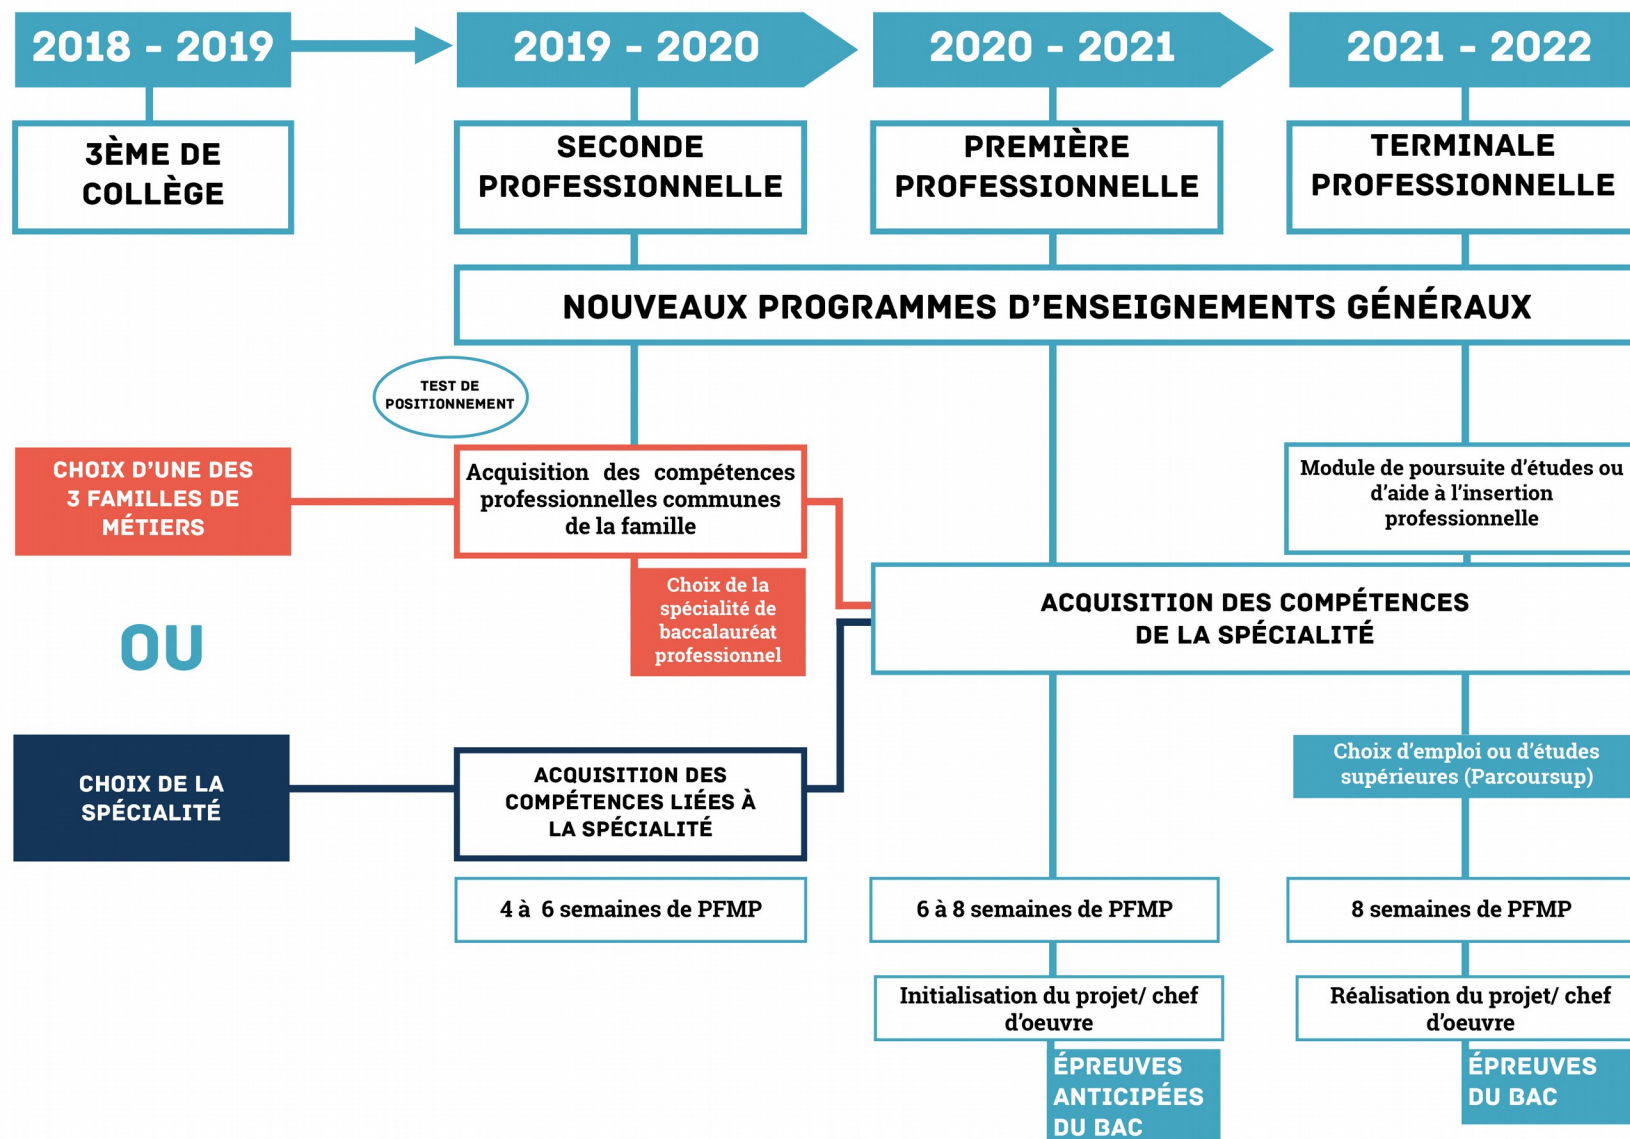 2018 - 2019
2019 - 2020
2020 - 2021
2021 - 2022
3ÈME DE
COLLÈGE
SECONDE
PROFESSIONNELLE
PREMIÈRE
PROFESSIONNELLE
TERMINALE
PROFESSIONNELLE
NOUVEAUX PROGRAMMES D'ENSEIGNEMENTS GÉNÉRAUX
TEST DE
POSITIONNEMENT
CHOIX D'UNE DES
3 FAMILLES DE
MÉTIERS
Acquisition des compétences
professionnelles communes
de la famille
Module de poursuite d'études ou
d'aide à l'insertion
professionnelle
Choix de la
spécialité de
baccalauréat
professionnel
ACQUISITION DES COMPÉTENCES
DE LA SPÉCIALITÉ
OU
CHOIX DE LA
SPÉCIALITÉ
ACQUISITION DES
COMPÉTENCES LIÉES À
LA SPÉCIALITÉ
Choix d'emploi ou d'études
supérieures (Parcoursup)
4 à 6 semaines de PFMP
6 à 8 semaines de PFMP
8 semaines de PFMP
Initialisation du projet/ chef
d'oeuvre
Réalisation du projet/ chef
d'oeuvre
ÉPREUVES
ANTICIPÉES
DU BAC
ÉPREUVES
DU BAC